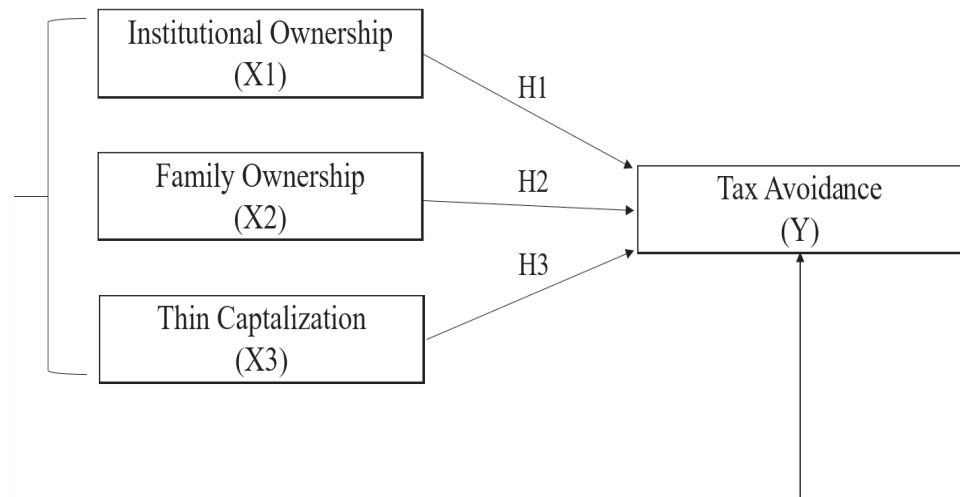 Institutional Ownership
(X1)
H1
Family Ownership
(X2)
H2
Tax Avoidance
(Y)
H3
Thin Captalization
(X3)